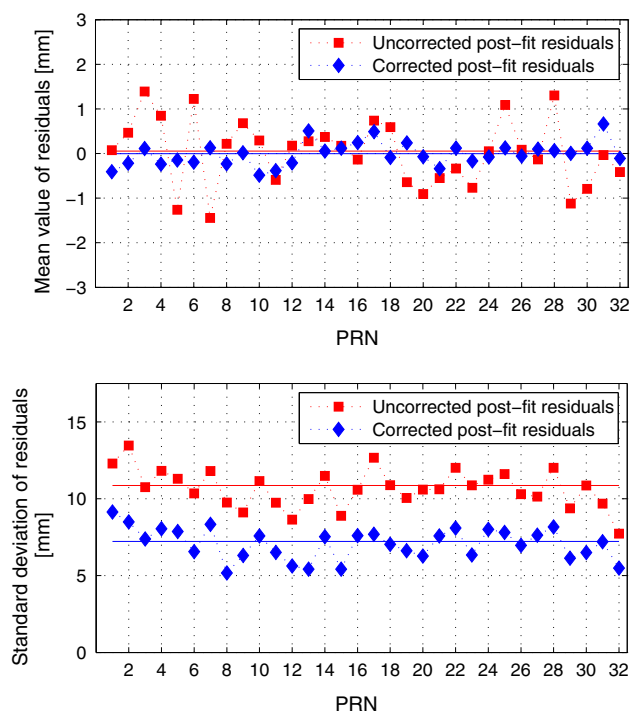 3
2
1
0
−1
−2
−3
Mean value of residuals [mm]
Uncorrected post−fit residuals
Corrected post−fit residuals
2 4 6 8 10 12 14 16 18 20 22 24 26 28 30 32
PRN
15
10
5
0
Standard deviation of residuals
[mm]
Uncorrected post−fit residuals
Corrected post−fit residuals
2 4 6 8 10 12 14 16 18 20 22 24 26 28 30 32
PRN